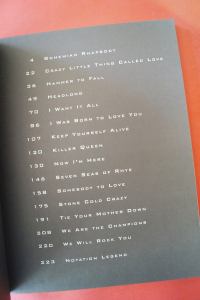 4 Bohemian Rhapsody
22 Crazy Little Thing Called Love
38 Hammer to Fall
49 Headlong
70 I Want It All
86 I Was Born to Love You
107 Keep Yourself Alive
120 Killer Queen
130 Now I'm Here
145 Seven Seas of Rhye
158 Somebody to Love
175 Stone Cold Crazy
191 Tie Your Mother Down
208 We Are the Champions
220 We Will Rock You
223 Notation Legend